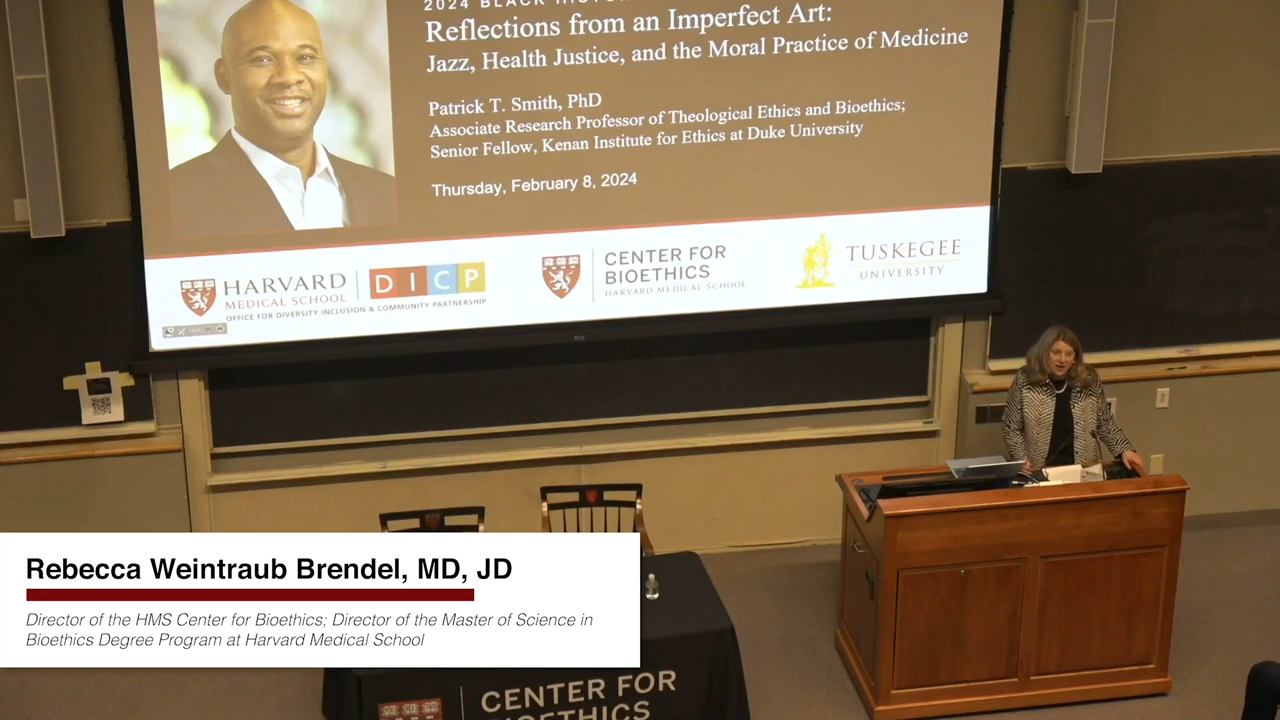 2024 BLACK
Reflections from an Imperfect Art:
Jazz, Health Justice, and the Moral Practice of Medicine
Patrick T. Smith, PhD
Associate Research Professor of Theological Ethics and Bioethics;
Senior Fellow, Kenan Institute for Ethics at Duke University
Thursday, February 8, 2024
HARVARD
MEDICAL SCHOOL
DICP
OFFICE FOR DIVERSITY INCLUSION & COMMUNITY PARTNERSHIP
CENTER FOR
BIOETHICS
HARVARD MEDICAL SCHOOL
TUSKEGEE
UNIVERSITY
Rebecca Weintraub Brendel, MD, JD
Director of the HMS Center for Bioethics; Director of the Master of Science in
Bioethics Degree Program at Harvard Medical School
CENTER FOR
BIOETHICS